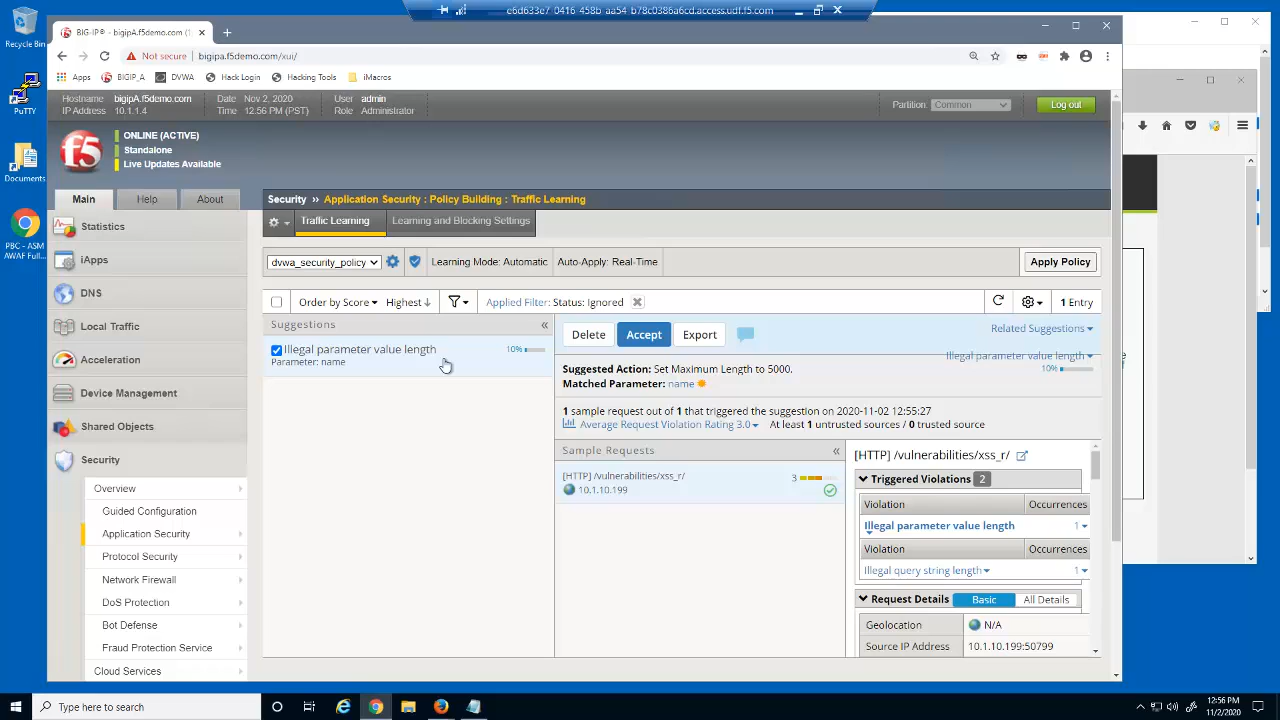 e6d633e7-0416-458b-aa54-b78c0386a6cd.access.udf.f5.com
Recycle Bin
PuTTY
Documents
PBC - ASM
AWAF Full...
BIG-IP® - bigipA.f5demo.com (1
Not secure
bigipa.f5demo.com/xui/
Apps
BIGIP_A
DVWA
Hack Login
Hacking Tools
iMacros
Hostname bigipA.f5demo.com
IP Address 10.1.1.4
Date Nov 2, 2020
Time 12:56 PM (PST)
User admin
Role Administrator
Partition: Common
Log out
f5
ONLINE (ACTIVE)
Standalone
Live Updates Available
Main
Help
About
Security » Application Security : Policy Building : Traffic Learning
Traffic Learning
Learning and Blocking Settings
Statistics
iApps
DNS
Local Traffic
Acceleration
Device Management
Shared Objects
Security
Overview
Guided Configuration
Application Security
Protocol Security
Network Firewall
DoS Protection
Bot Defense
Fraud Protection Service
Cloud Services
dvwa_security_policy
Learning Mode: Automatic
Auto-Apply: Real-Time
Apply Policy
Order by Score
Highest
Applied Filter: Status: Ignored
1 Entry
Suggestions
Illegal parameter value length
10%
Parameter: name
Delete
Accept
Export
Related Suggestions
Illegal parameter value length
10%
Suggested Action: Set Maximum Length to 5000.
Matched Parameter: name
1 sample request out of 1 that triggered the suggestion on 2020-11-02 12:55:27
Average Request Violation Rating 3.0
At least 1 untrusted sources / 0 trusted source
Sample Requests
[HTTP] /vulnerabilities/xss_r/
3
10.1.10.199
[HTTP] /vulnerabilities/xss_r/
Triggered Violations 2
Violation Occurrences
Illegal parameter value length 1
Violation Occurrences
Illegal query string length 1
Request Details
Basic
All Details
Geolocation N/A
Source IP Address 10.1.10.199:50799
Type here to search
12:56 PM
11/2/2020